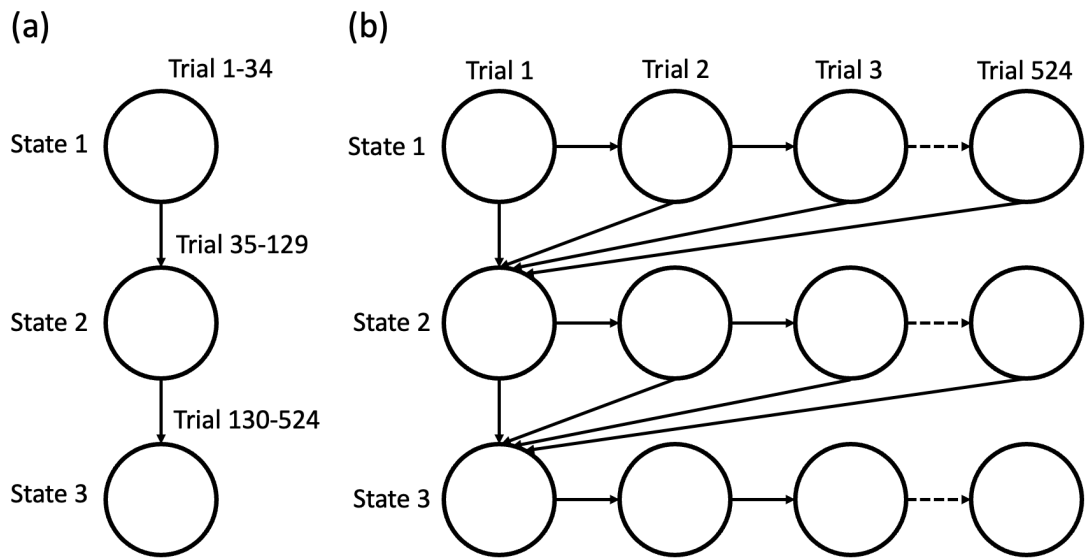 (a)
Trial 1-34
State 1
Trial 35-129
State 2
Trial 130-524
State 3
(b)
Trial 1 Trial 2 Trial 3 Trial 524
State 1
State 2
State 3